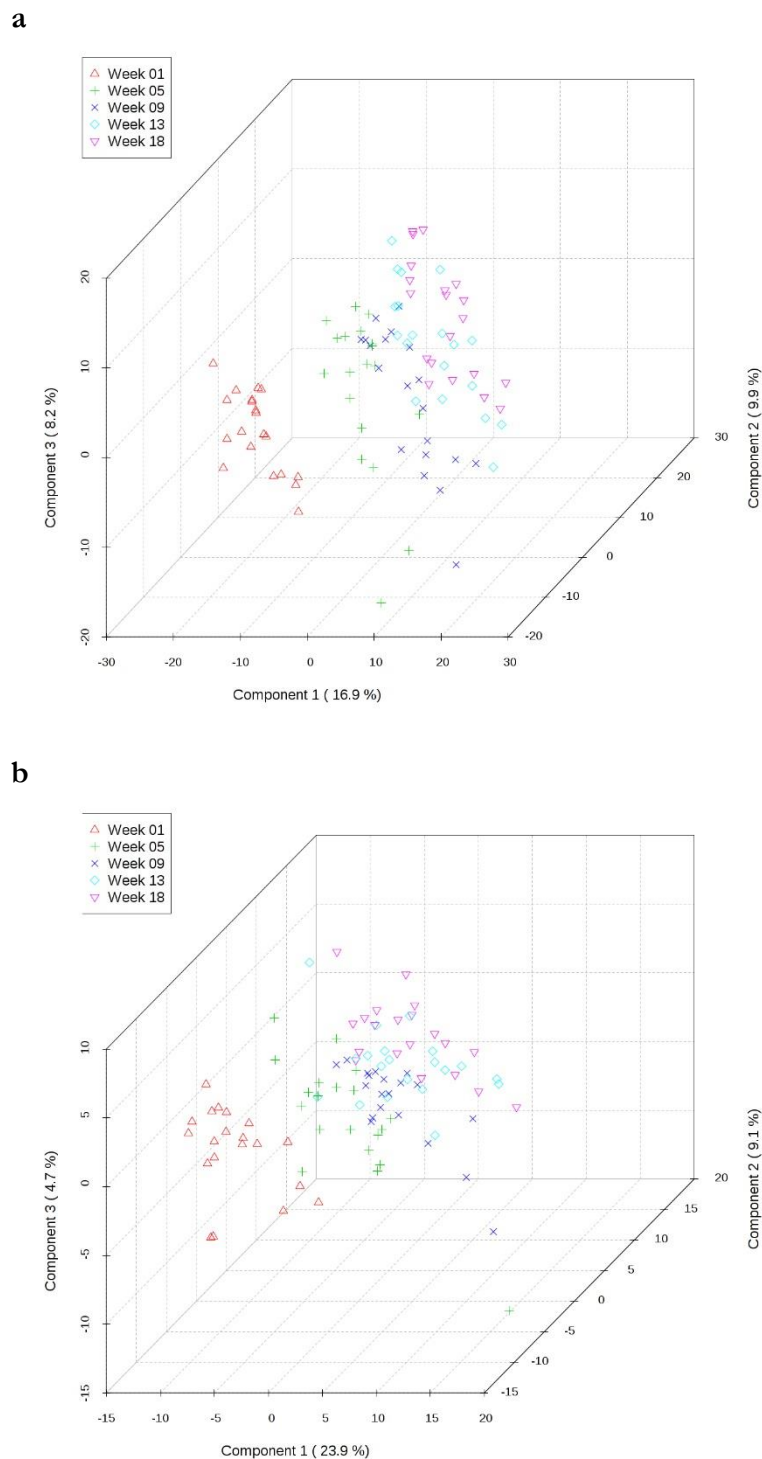 a
Week 01
Week 05
Week 09
Week 13
Week 18
20
10
0
-10
-20
Component 3 ( 8.2 %)
-30
-20
-10
0
10
20
30
Component 1 ( 16.9 %)
-20
-10
0
10
20
30
Component 2 ( 9.9 %)
b
Week 01
Week 05
Week 09
Week 13
Week 18
10
5
0
-5
-10
-15
Component 3 ( 4.7 %)
-15
-10
-5
0
5
10
15
20
Component 1 ( 23.9 %)
-15
-10
-5
0
5
10
15
20
Component 2 ( 9.1 %)